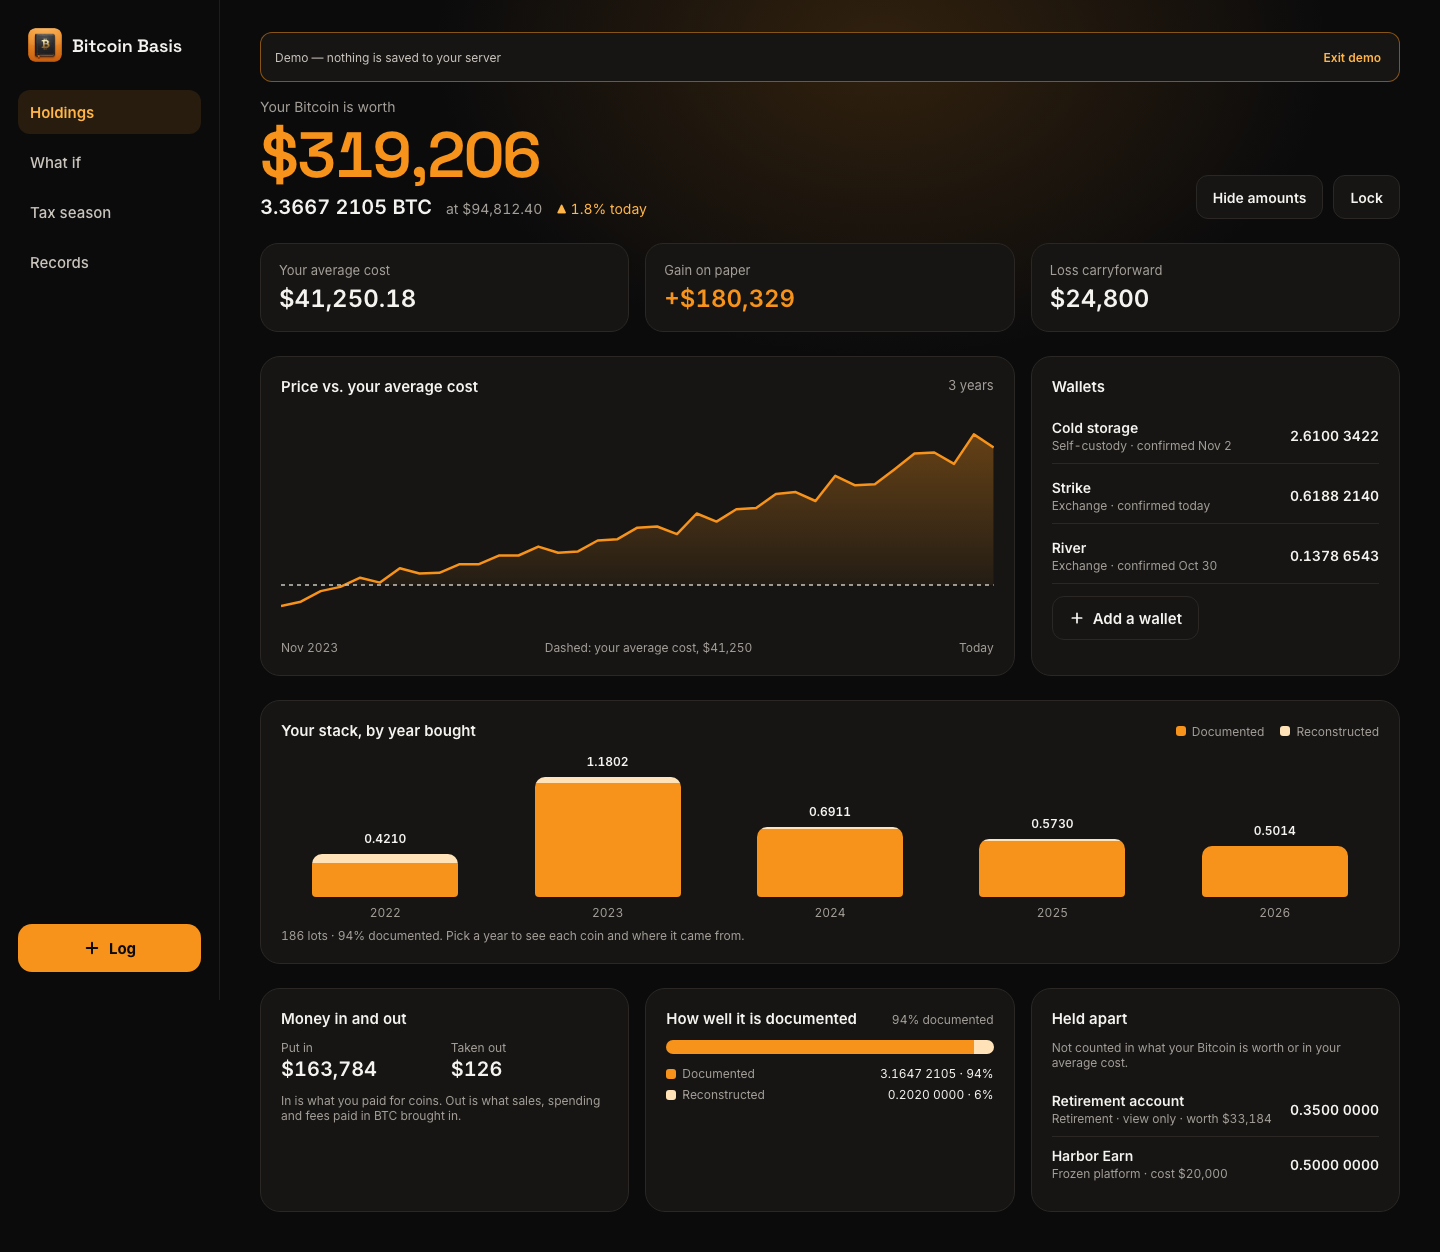 Bitcoin Basis
Holdings
What if
Tax season
Records
Log
Demo — nothing is saved to your server
Exit demo
Your Bitcoin is worth
$319,206
3.3667 2105 BTC at $94,812.40 ▲ 1.8% today
Hide amounts
Lock
Your average cost
$41,250.18
Gain on paper
+$180,329
Loss carryforward
$24,800
Price vs. your average cost
3 years
Nov 2023
Dashed: your average cost, $41,250
Today
Wallets
Cold storage
Self-custody · confirmed Nov 2
2.6100 3422
Strike
Exchange · confirmed today
0.6188 2140
River
Exchange · confirmed Oct 30
0.1378 6543
Add a wallet
Your stack, by year bought
Documented
Reconstructed
0.4210
1.1802
0.6911
0.5730
0.5014
2022
2023
2024
2025
2026
186 lots · 94% documented. Pick a year to see each coin and where it came from.
Money in and out
Put in
$163,784
Taken out
$126
In is what you paid for coins. Out is what sales, spending
and fees paid in BTC brought in.
How well it is documented
94% documented
Documented
3.1647 2105 · 94%
Reconstructed
0.2020 0000 · 6%
Held apart
Not counted in what your Bitcoin is worth or in your
average cost.
Retirement account
Retirement · view only · worth $33,184
0.3500 0000
Harbor Earn
Frozen platform · cost $20,000
0.5000 0000